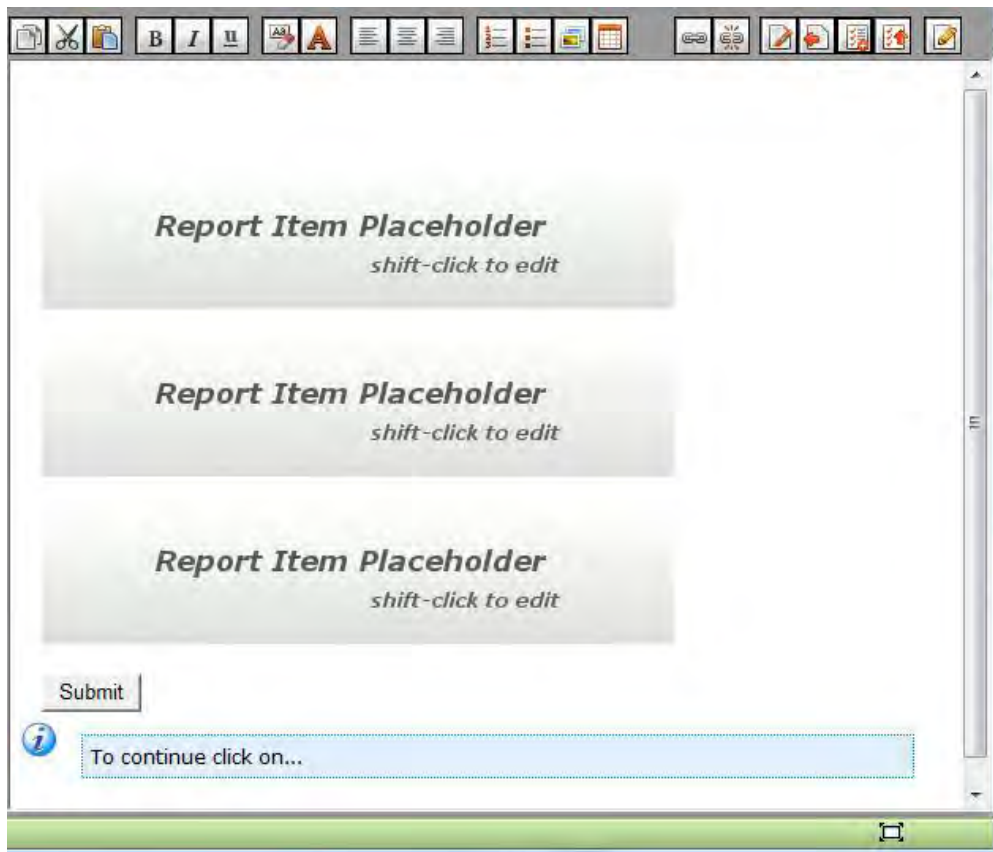 B I u
Report Item Placeholder
shift-click to edit
Report Item Placeholder
shift-click to edit
Report Item Placeholder
shift-click to edit
Submit
i
To continue click on...